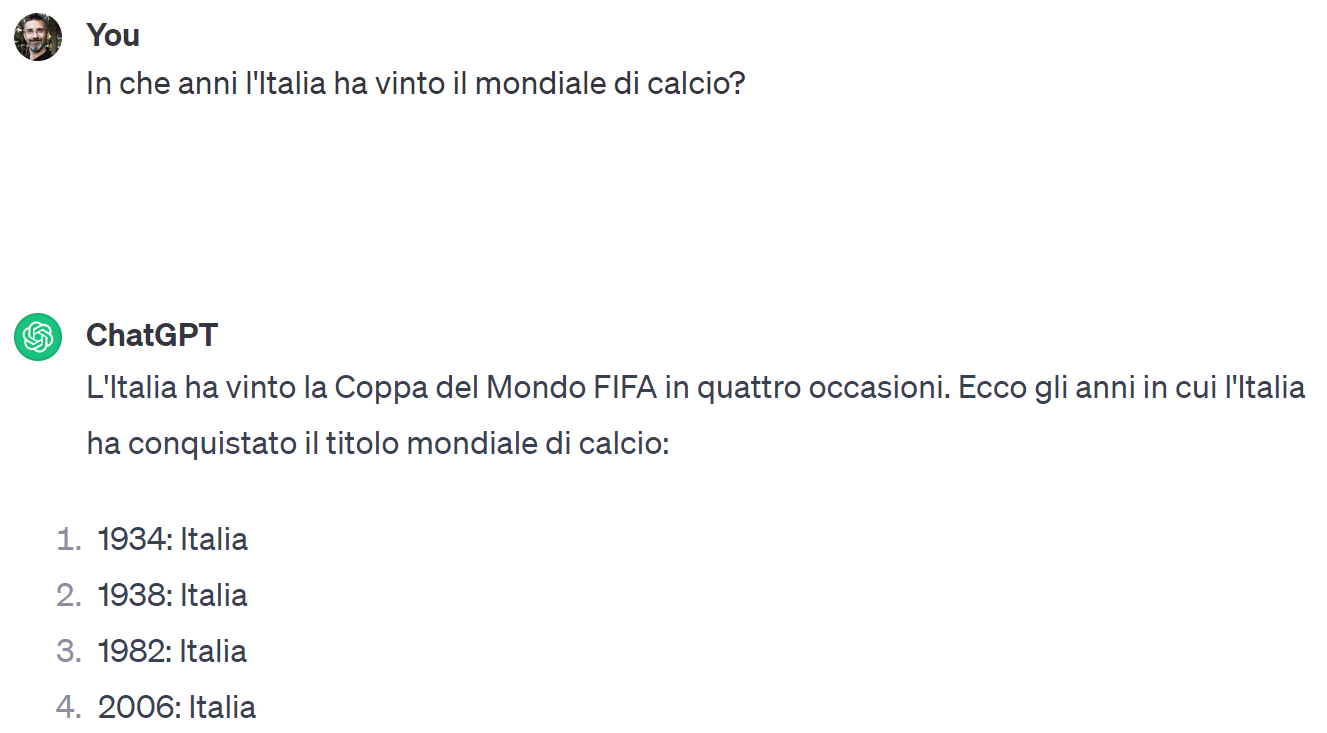 You
In che anni l'Italia ha vinto il mondiale di calcio?
ChatGPT
L'Italia ha vinto la Coppa del Mondo FIFA in quattro occasioni. Ecco gli anni in cui l'Italia
ha conquistato il titolo mondiale di calcio:
1. 1934: Italia
2. 1938: Italia
3. 1982: Italia
4. 2006: Italia